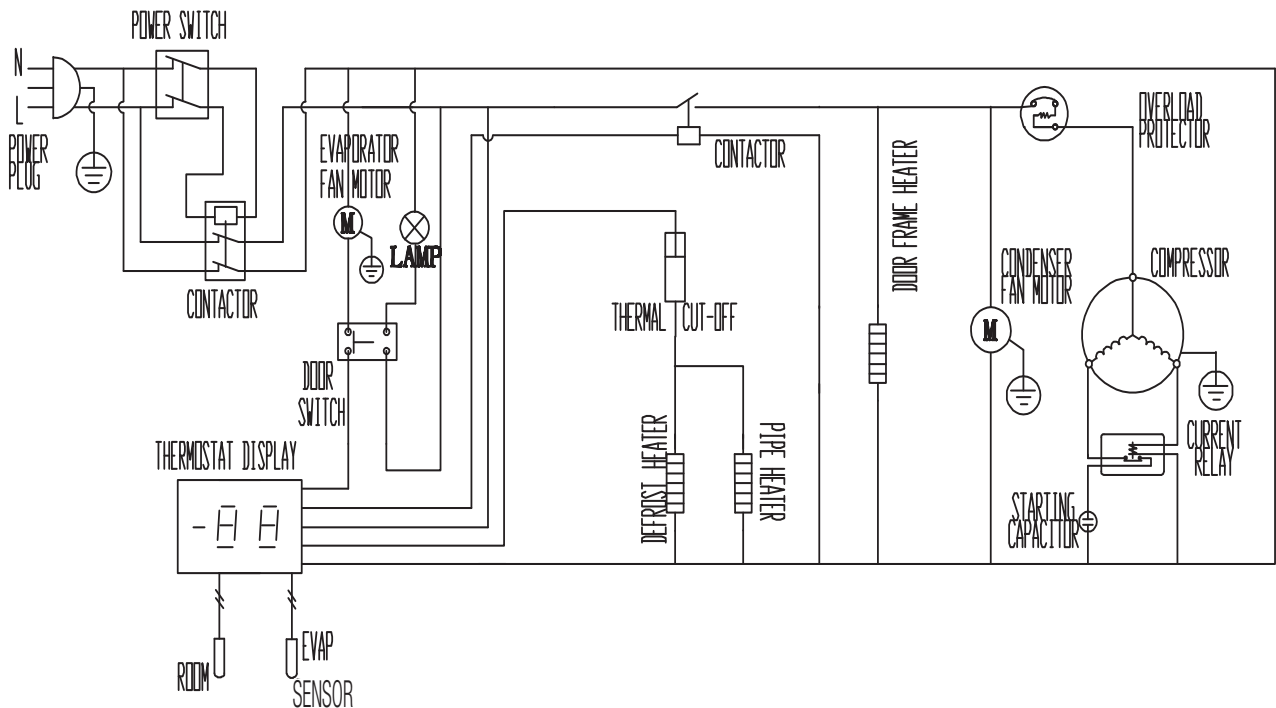 POWER SWITCH
N
L
POWER
PLUG
EVAPORATOR
FAN MOTOR
M
LAMP
CONTACTOR
DOOR
SWITCH
THERMOSTAT DISPLAY
ROOM
EVAP
SENSOR
CONTACTOR
THERMAL CUT-OFF
DEFROST HEATER
PIPE HEATER
DOOR FRAME HEATER
CONDENSER
FAN MOTOR
M
OVERLOAD
PROTECTOR
COMPRESSOR
CURRENT
RELAY
STARTING
CAPACITOR